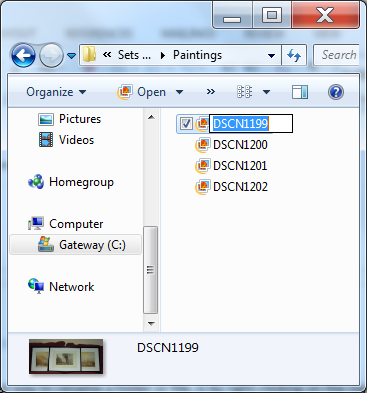 Sets ... Paintings Search
Organize Open »
Pictures
Videos
Homegroup
Computer
Gateway (C:)
Network
DSCN1199
DSCN1200
DSCN1201
DSCN1202
DSCN1199